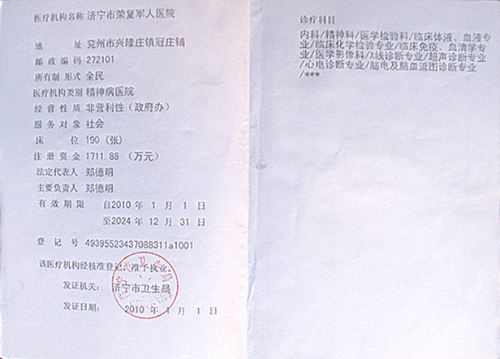 医疗机构名称 济宁市荣复军人医院
地 址 兖州市兴隆庄镇冠庄铺
邮政编码 272101
所有制形式 全民
医疗机构类别 精神病医院
经营性质 非营利性（政府办）
服务对象 社会
床 位 190（张）
注册资金 1711.88（万元）
法定代表人 郑德明
主要负责人 郑德明
有效期限 自2010年 1月 1日
至2024年 12月 31日
登记号 49395523437088311a1001
该医疗机构经核准登记，准予执业。
发证机关： 济宁市卫生局
发证日期： 2010年 1月 1日
诊疗科目
内科/精神科/医学检验科/临床体液、血液专
业/临床化学检验专业/临床免疫、血清学专
业/医学影像科/X线诊断专业/超声诊断专业
/心电诊断专业/脑电及脑血流图诊断专业
/***